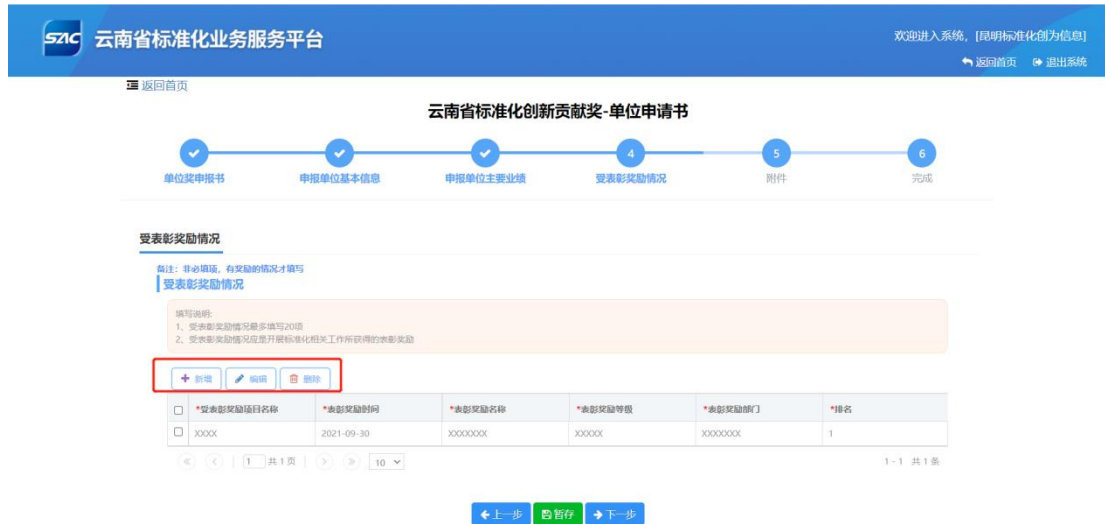 SAC 云南省标准化业务服务平台
欢迎进入系统, [昆明标准化创为信息]
返回首页 退出系统
返回首页
云南省标准化创新贡献奖-单位申请书
4 5 6
单位奖申报书 申报单位基本信息 申报单位主要业绩 受表彰奖励情况 附件 完成
受表彰奖励情况
备注：非必填项，有奖励的情况才填写
受表彰奖励情况
填写说明:
1、受表彰奖励情况最多填写20项
2、受表彰奖励情况应是开展标准化相关工作所获得的表彰奖励
新增 编辑 删除
*受表彰奖励项目名称 *表彰奖励时间 *表彰奖励名称 *表彰奖励等级 *表彰奖励部门 *排名
XXXX 2021-09-30 XXXXXXX XXXXX XXXXXXX 1
1 共1页 10 1-1 共1条
上一步 暂存 下一步